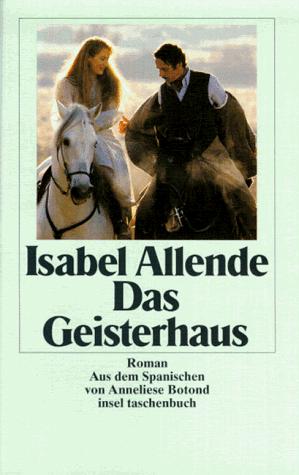 Isabel Allende
Das
Geisterhaus
Roman
Aus dem Spanischen
von Anneliese Botond
insel taschenbuch